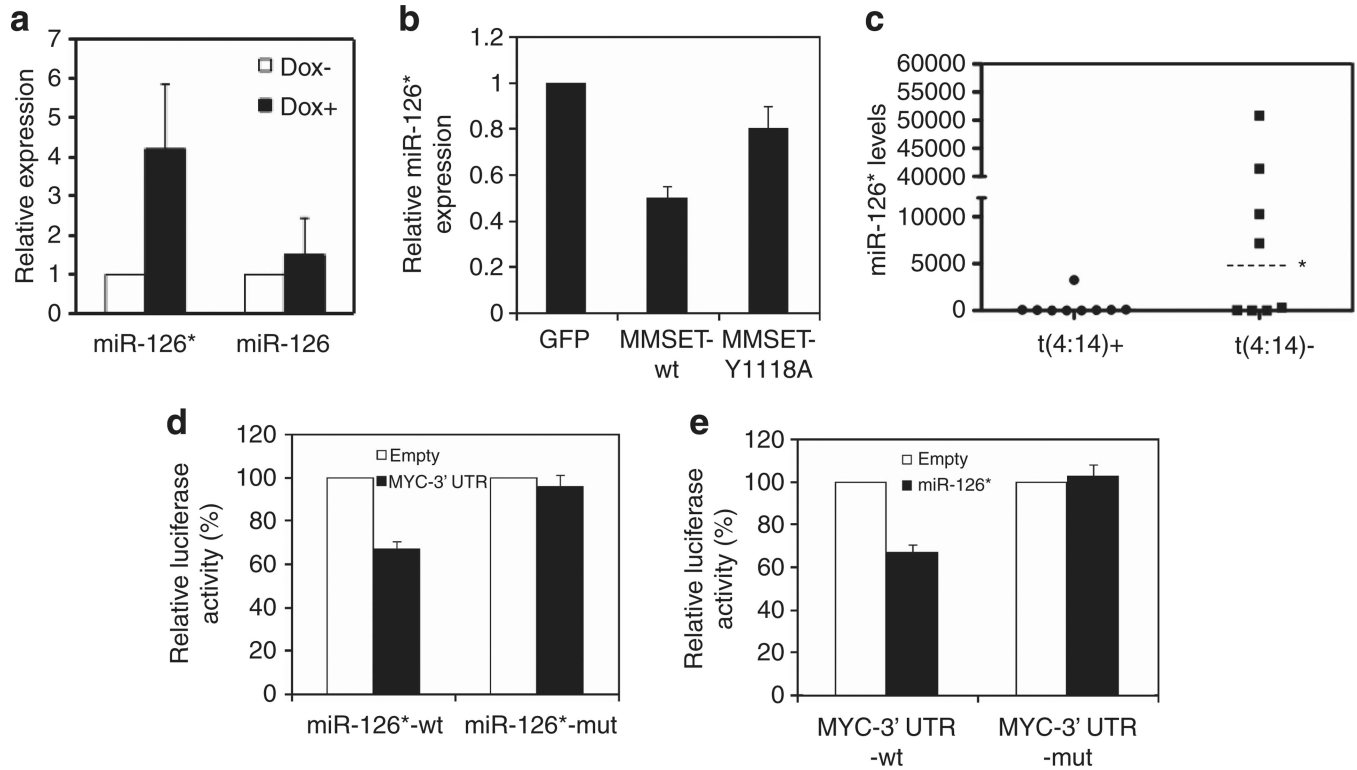 a
Relative expression
7
6
5
4
3
2
1
0
Dox-
Dox+
miR-126*
miR-126
b
Relative miR-126*
expression
1.2
1
0.8
0.6
0.4
0.2
0
GFP
MMSET-
wt
MMSET-
Y1118A
c
miR-126* levels
60000
55000
50000
45000
40000
10000
5000
0
*
t(4:14)+
t(4:14)-
d
Relative luciferase
activity (%)
120
100
80
60
40
20
0
Empty
MYC-3' UTR
miR-126*-wt
miR-126*-mut
e
Relative luciferase
activity (%)
120
100
80
60
40
20
0
Empty
miR-126*
MYC-3' UTR
-wt
MYC-3' UTR
-mut